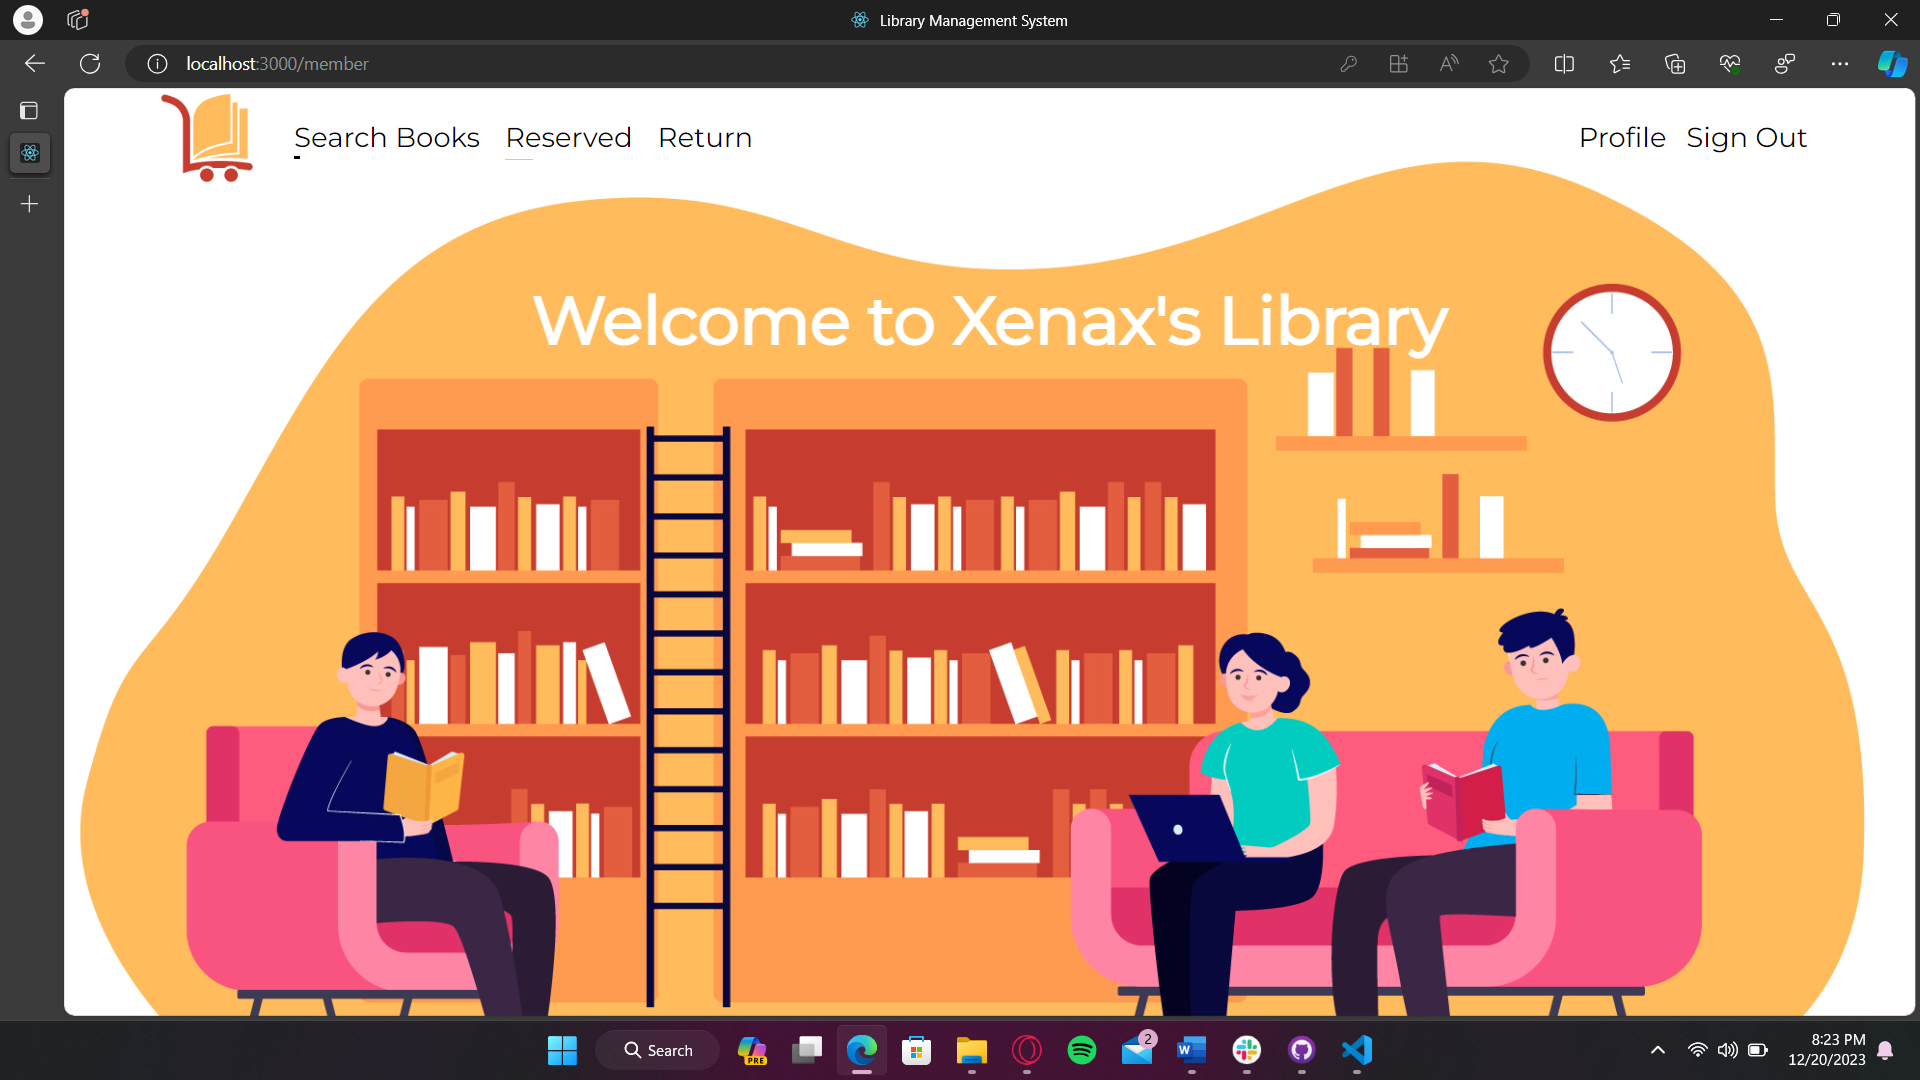 Library Management System
localhost:3000/member
Search Books Reserved Return Profile Sign Out
Welcome to Xenax's Library
Search
PRE
2
8:23 PM
12/20/2023